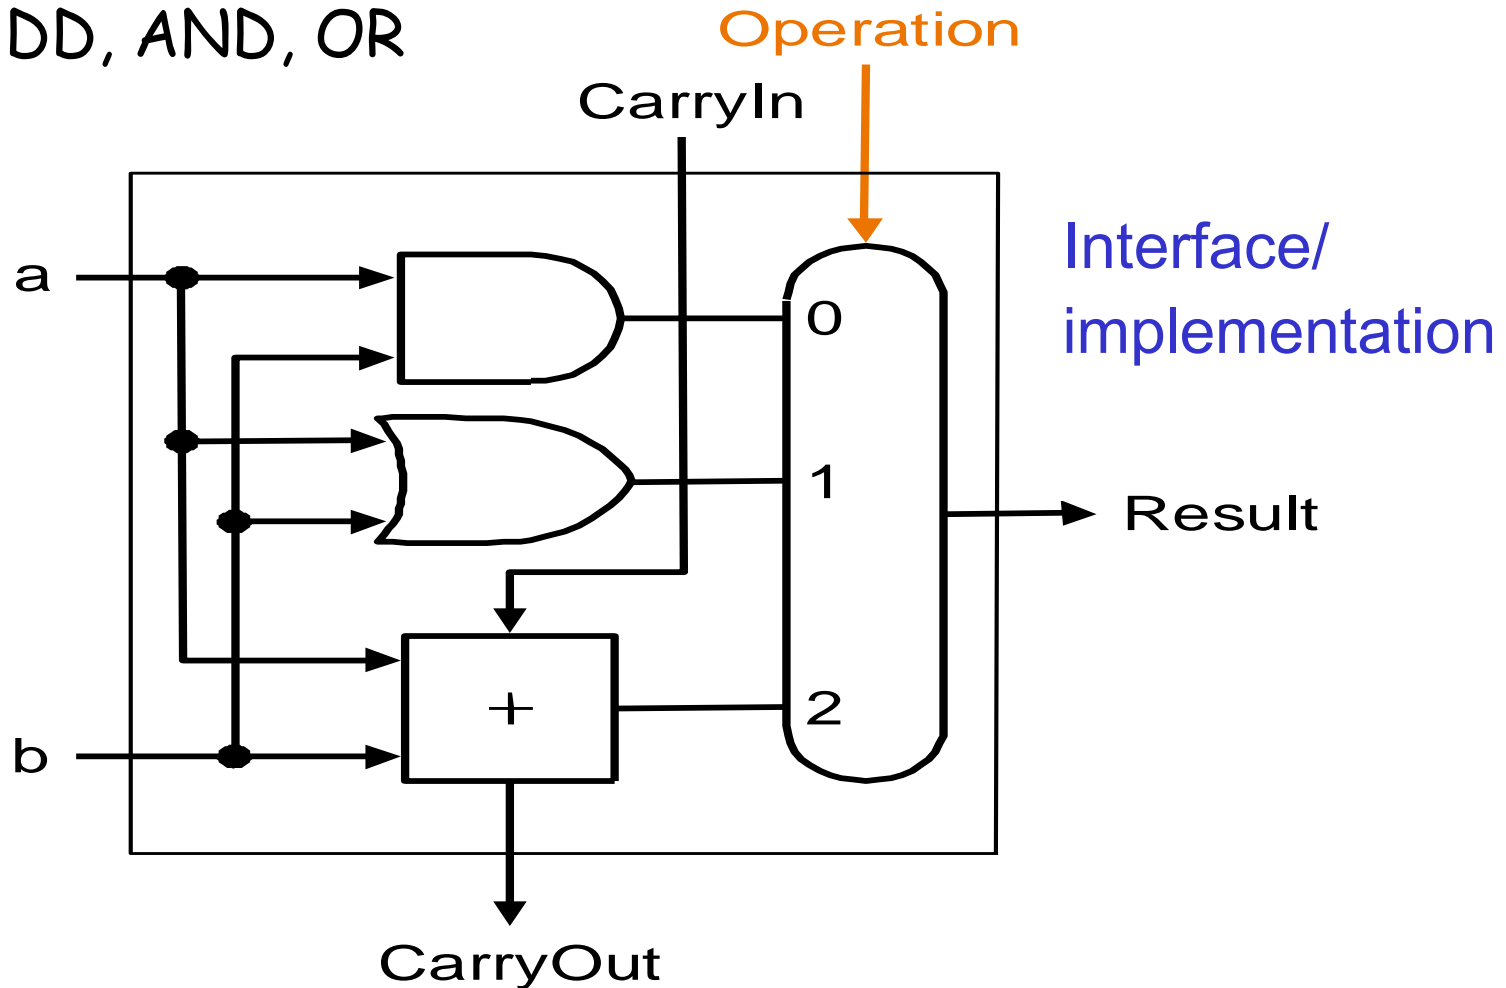 DD, AND, OR
Operation
CarryIn
a
0
Interface/
implementation
1
Result
+
2
b
CarryOut